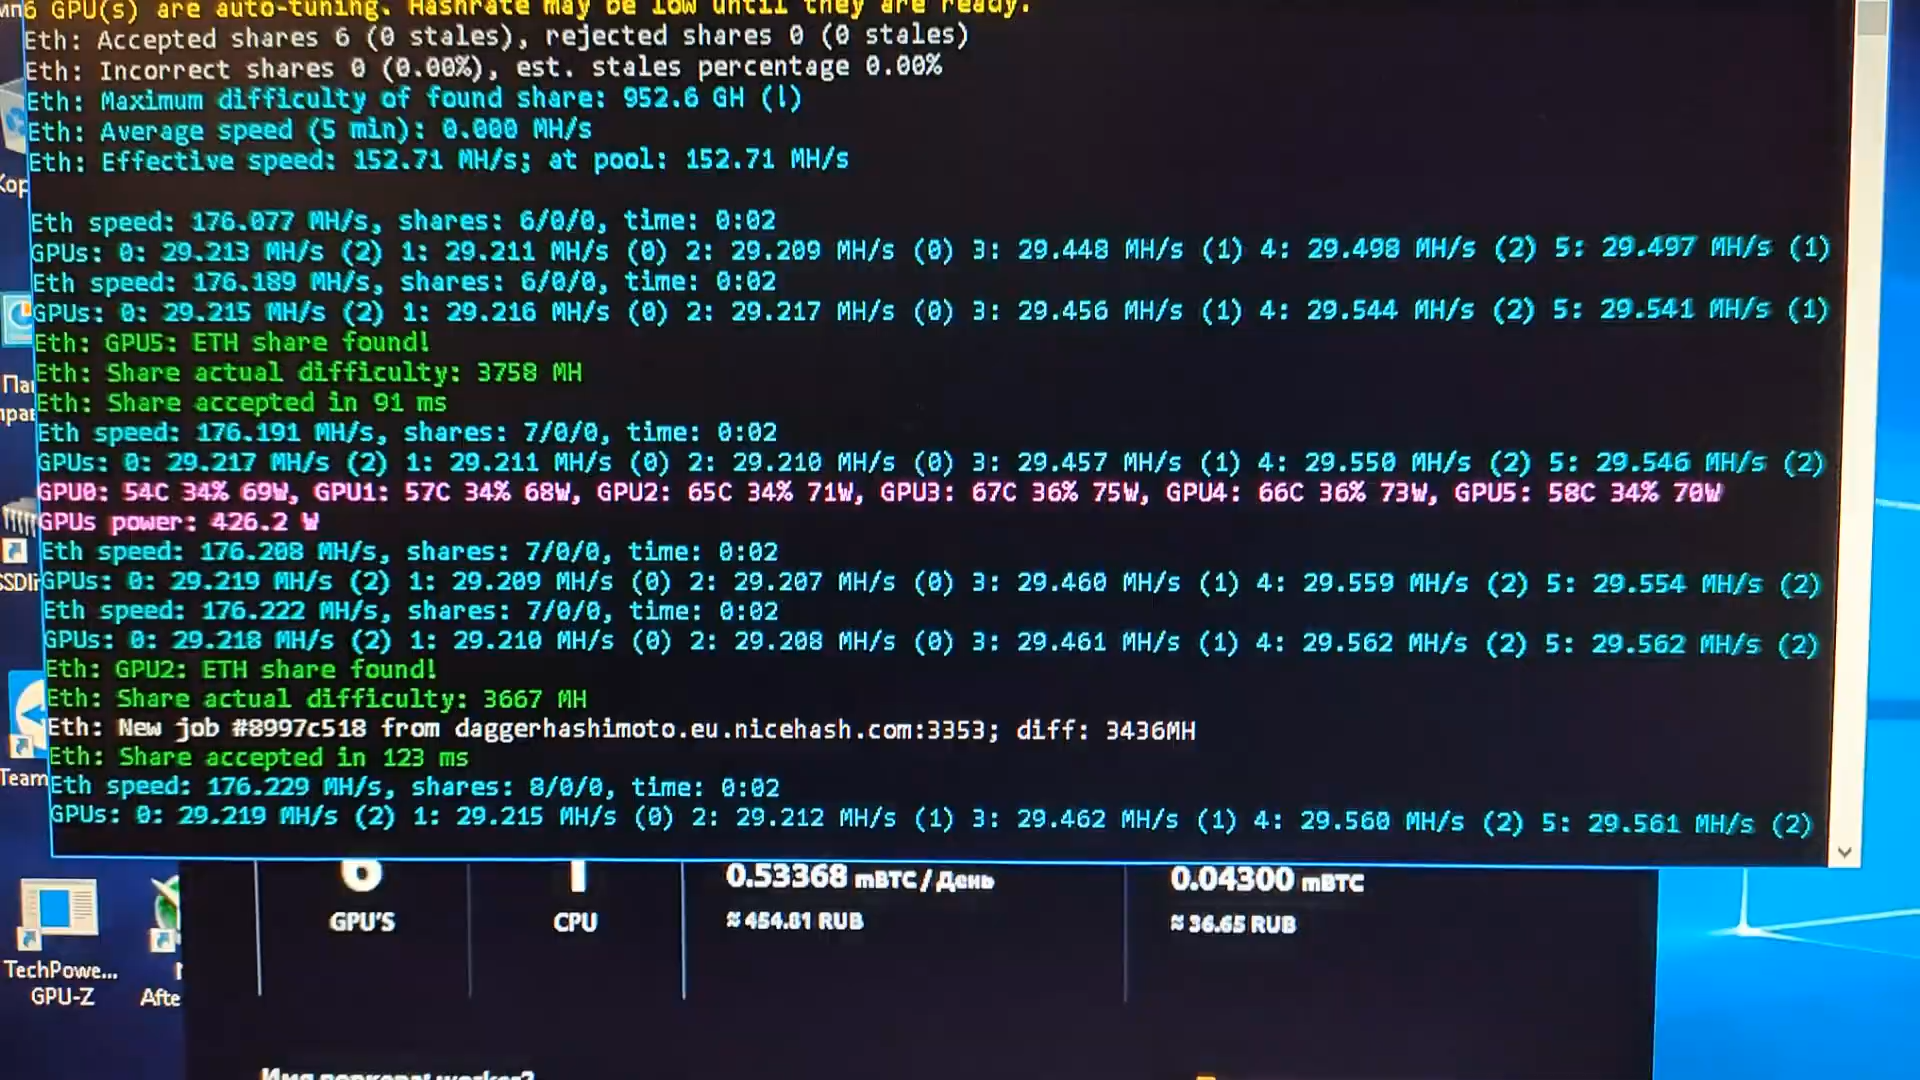 6 GPU(s) are auto-tuning. Hashrate may be low until they are ready.
Eth: Accepted shares 6 (0 stales), rejected shares 0 (0 stales)
Eth: Incorrect shares 0 (0.00%), est. stales percentage 0.00%
Eth: Maximum difficulty of found share: 952.6 GH (!)
Eth: Average speed (5 min): 0.000 MH/s
Eth: Effective speed: 152.71 MH/s; at pool: 152.71 MH/s
Eth speed: 176.077 MH/s, shares: 6/0/0, time: 0:02
GPUs: 0: 29.213 MH/s (2) 1: 29.211 MH/s (0) 2: 29.209 MH/s (0) 3: 29.448 MH/s (1) 4: 29.498 MH/s (2) 5: 29.497 MH/s (1)
Eth speed: 176.189 MH/s, shares: 6/0/0, time: 0:02
GPUs: 0: 29.215 MH/s (2) 1: 29.216 MH/s (0) 2: 29.217 MH/s (0) 3: 29.456 MH/s (1) 4: 29.544 MH/s (2) 5: 29.541 MH/s (1)
Eth: GPU5: ETH share found!
Eth: Share actual difficulty: 3758 MH
Eth: Share accepted in 91 ms
Eth speed: 176.191 MH/s, shares: 7/0/0, time: 0:02
GPUs: 0: 29.217 MH/s (2) 1: 29.211 MH/s (0) 2: 29.210 MH/s (0) 3: 29.457 MH/s (1) 4: 29.550 MH/s (2) 5: 29.546 MH/s (2)
GPU0: 54C 34% 69W, GPU1: 57C 34% 68W, GPU2: 65C 34% 71W, GPU3: 67C 36% 75W, GPU4: 66C 36% 73W, GPU5: 58C 34% 70W
GPUs power: 426.2 W
Eth speed: 176.208 MH/s, shares: 7/0/0, time: 0:02
GPUs: 0: 29.219 MH/s (2) 1: 29.209 MH/s (0) 2: 29.207 MH/s (0) 3: 29.460 MH/s (1) 4: 29.559 MH/s (2) 5: 29.554 MH/s (2)
Eth speed: 176.222 MH/s, shares: 7/0/0, time: 0:02
GPUs: 0: 29.218 MH/s (2) 1: 29.210 MH/s (0) 2: 29.208 MH/s (0) 3: 29.461 MH/s (1) 4: 29.562 MH/s (2) 5: 29.562 MH/s (2)
Eth: GPU2: ETH share found!
Eth: Share actual difficulty: 3667 MH
Eth: New job #8997c518 from daggerhashimoto.eu.nicehash.com:3353; diff: 3436MH
Eth: Share accepted in 123 ms
Eth speed: 176.229 MH/s, shares: 8/0/0, time: 0:02
GPUs: 0: 29.219 MH/s (2) 1: 29.215 MH/s (0) 2: 29.212 MH/s (1) 3: 29.462 MH/s (1) 4: 29.560 MH/s (2) 5: 29.561 MH/s (2)
Кор
Па
пра
SSDli
Team
6 1 0.53368 mBTC/День 0.04300 mBTC
GPU'S CPU ≈ 454.81 RUB ≈ 36.65 RUB
TechPowe...
GPU-Z
Afte